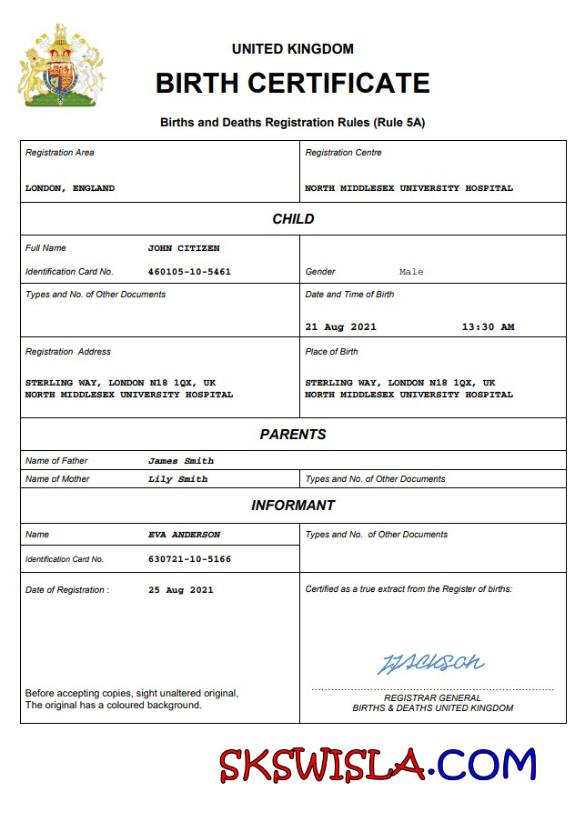 UNITED KINGDOM
BIRTH CERTIFICATE
Births and Deaths Registration Rules (Rule 5A)
Registration Area
Registration Centre
LONDON, ENGLAND
NORTH MIDDLESEX UNIVERSITY HOSPITAL
CHILD
Full Name JOHN CITIZEN
Identification Card No. 460105-10-5461
Gender Male
Types and No. of Other Documents
Date and Time of Birth
21 Aug 2021 13:30 AM
Registration Address
Place of Birth
STERLING WAY, LONDON N18 1QX, UK
NORTH MIDDLESEX UNIVERSITY HOSPITAL
STERLING WAY, LONDON N18 1QX, UK
NORTH MIDDLESEX UNIVERSITY HOSPITAL
PARENTS
Name of Father James Smith
Name of Mother Lily Smith
Types and No. of Other Documents
INFORMANT
Name EVA ANDERSON
Types and No. of Other Documents
Identification Card No. 630721-10-5166
Date of Registration : 25 Aug 2021
Certified as a true extract from the Register of births:
Before accepting copies, sight unaltered original,
The original has a coloured background.
REGISTRAR GENERAL
BIRTHS & DEATHS UNITED KINGDOM
SKSWISLA.COM